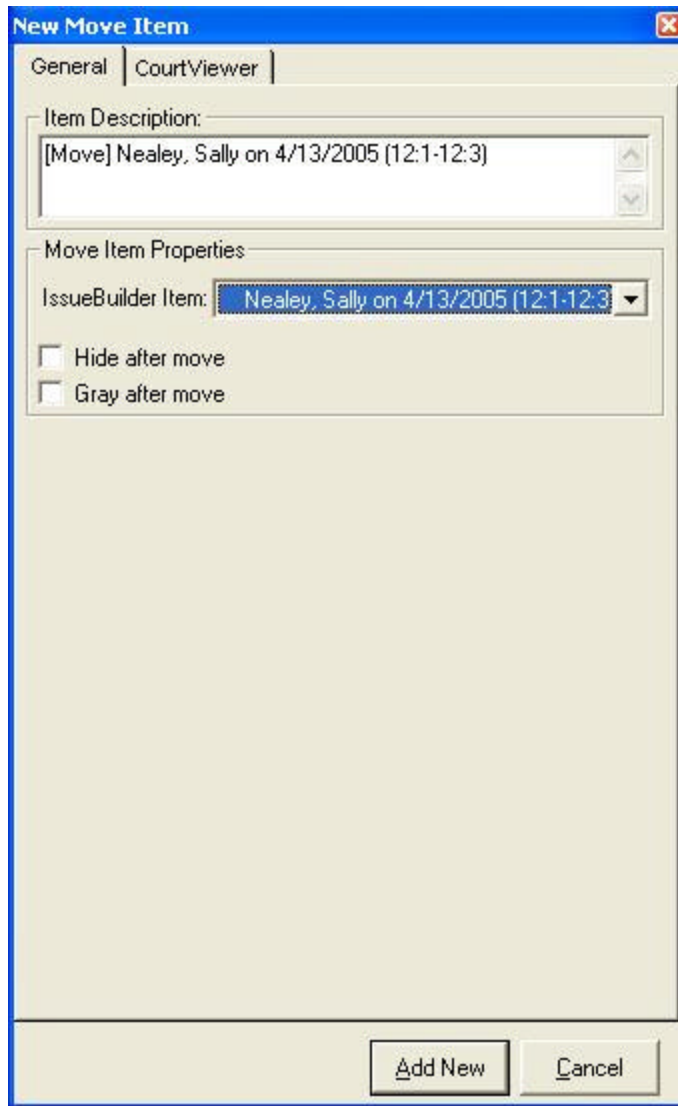 New Move Item
General
CourtViewer
Item Description:
[Move] Nealey, Sally on 4/13/2005 (12:1-12:3)
Move Item Properties
IssueBuilder Item: Nealey, Sally on 4/13/2005 (12:1-12:3
Hide after move
Gray after move
Add New
Cancel